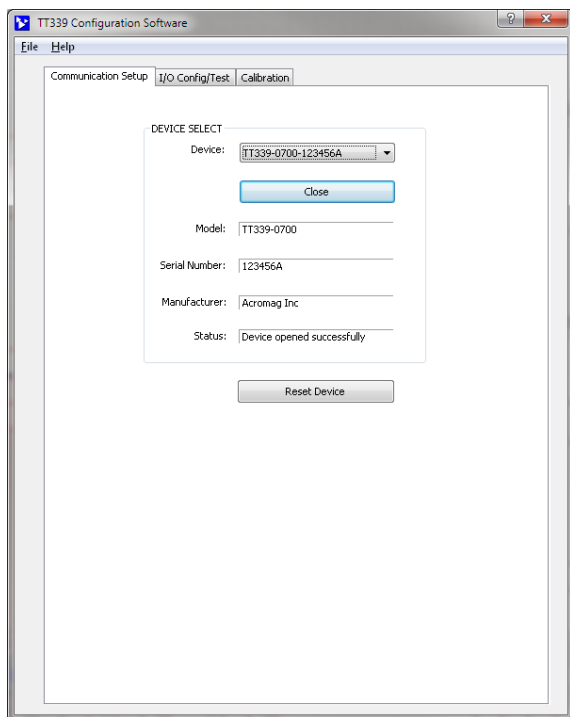 TT339 Configuration Software
?
File Help
Communication Setup I/O Config/Test Calibration
DEVICE SELECT
Device: TT339-0700-123456A
Close
Model: TT339-0700
Serial Number: 123456A
Manufacturer: Acromag Inc
Status: Device opened successfully
Reset Device